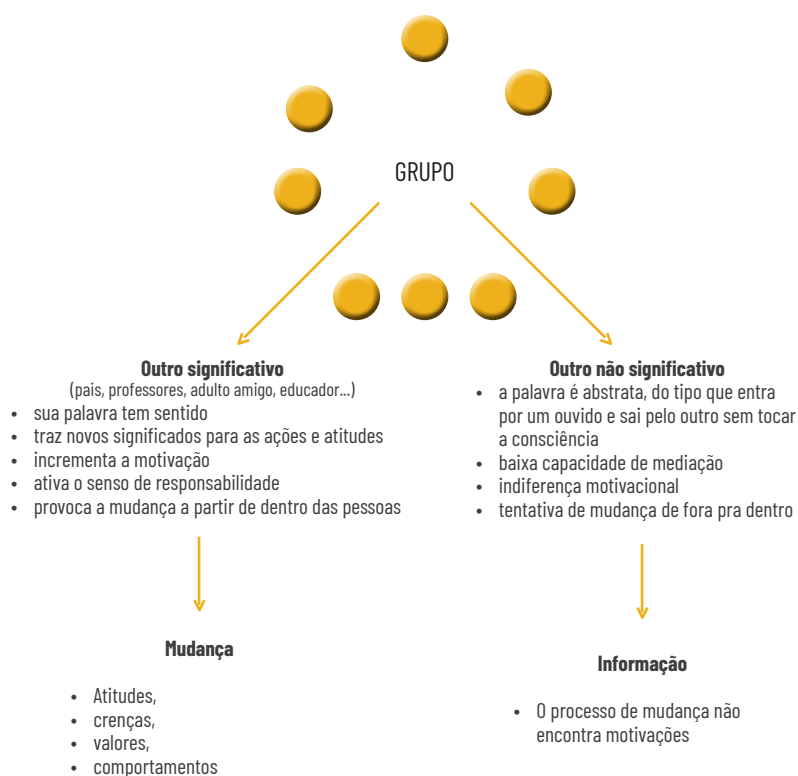 GRUPO
Outro significativo
(pais, professores, adulto amigo, educador...)
• sua palavra tem sentido
• traz novos significados para as ações e atitudes
• incrementa a motivação
• ativa o senso de responsabilidade
• provoca a mudança a partir de dentro das pessoas
Mudança
• Atitudes,
• crenças,
• valores,
• comportamentos
Outro não significativo
• a palavra é abstrata, do tipo que entra
por um ouvido e sai pelo outro sem tocar
a consciência
• baixa capacidade de mediação
• indiferença motivacional
• tentativa de mudança de fora pra dentro
Informação
• O processo de mudança não
encontra motivações